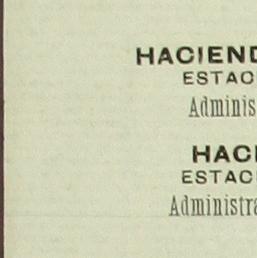 HACIEND
ESTAC
Adminis
HACI
ESTACI
Administra